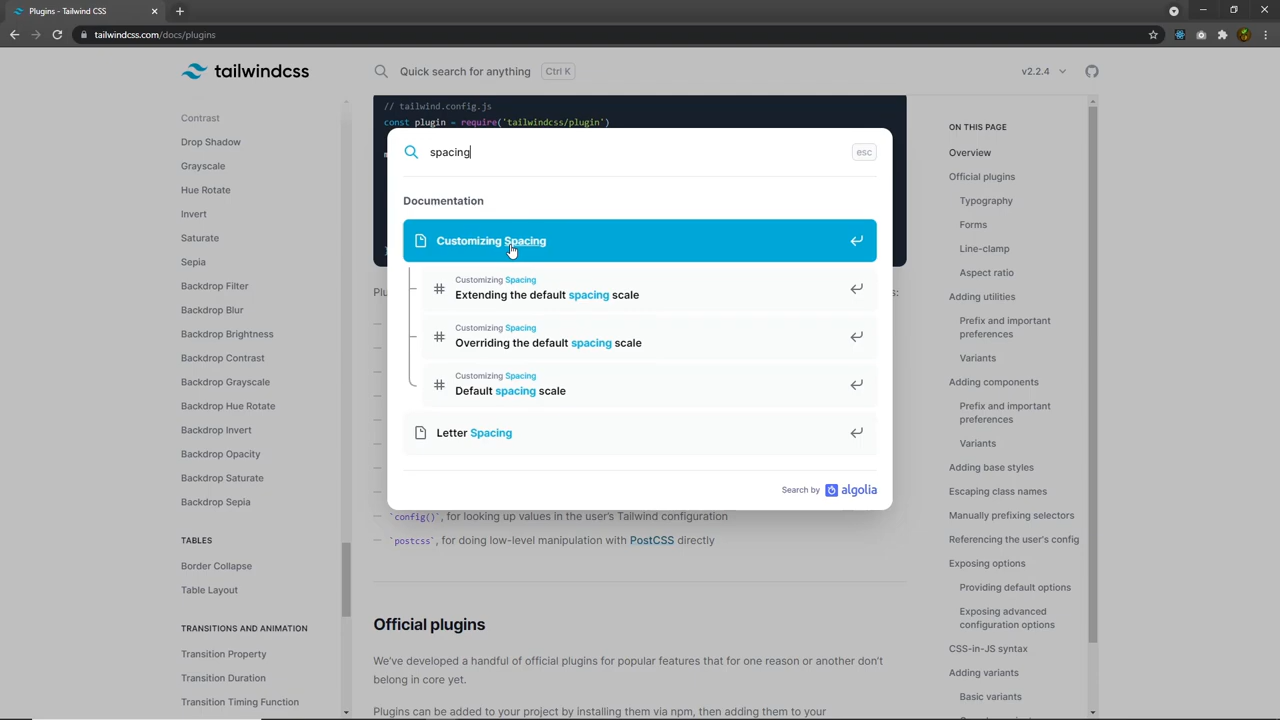 Plugins - Tailwind CSS
tailwindcss.com/docs/plugins
tailwindcss
Quick search for anything
Ctrl K
v2.2.4
Contrast
Drop Shadow
Grayscale
Hue Rotate
Invert
Saturate
Sepia
Backdrop Filter
Backdrop Blur
Backdrop Brightness
Backdrop Contrast
Backdrop Grayscale
Backdrop Hue Rotate
Backdrop Invert
Backdrop Opacity
Backdrop Saturate
Backdrop Sepia
TABLES
Border Collapse
Table Layout
TRANSITIONS AND ANIMATION
Transition Property
Transition Duration
Transition Timing Function
// tailwind.config.js
const plugin = require('tailwindcss/plugin')
spacing
esc
Documentation
Customizing Spacing
Customizing Spacing
# Extending the default spacing scale
Customizing Spacing
# Overriding the default spacing scale
Customizing Spacing
# Default spacing scale
Letter Spacing
Search by algolia
— `config()`, for looking up values in the user's Tailwind configuration
— `postcss`, for doing low-level manipulation with PostCSS directly
Official plugins
We've developed a handful of official plugins for popular features that for one reason or another don't
belong in core yet.
Plugins can be added to your project by installing them via npm, then adding them to your
ON THIS PAGE
Overview
Official plugins
Typography
Forms
Line-clamp
Aspect ratio
Adding utilities
Prefix and important
preferences
Variants
Adding components
Prefix and important
preferences
Variants
Adding base styles
Escaping class names
Manually prefixing selectors
Referencing the user's config
Exposing options
Providing default options
Exposing advanced
configuration options
CSS-in-JS syntax
Adding variants
Basic variants